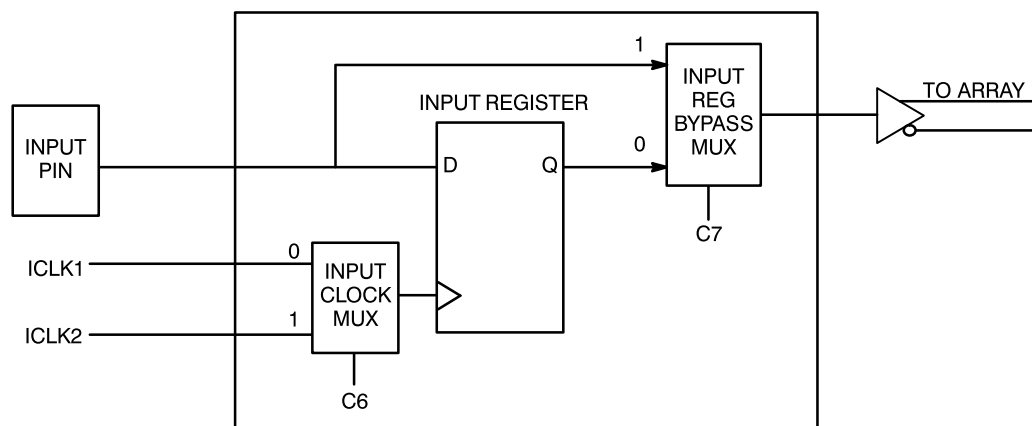 1
INPUT
REG
BYPASS
MUX
TO ARRAY
INPUT REGISTER
INPUT
PIN
0
D
Q
C7
0
ICLK1
INPUT
CLOCK
MUX
1
ICLK2
C6